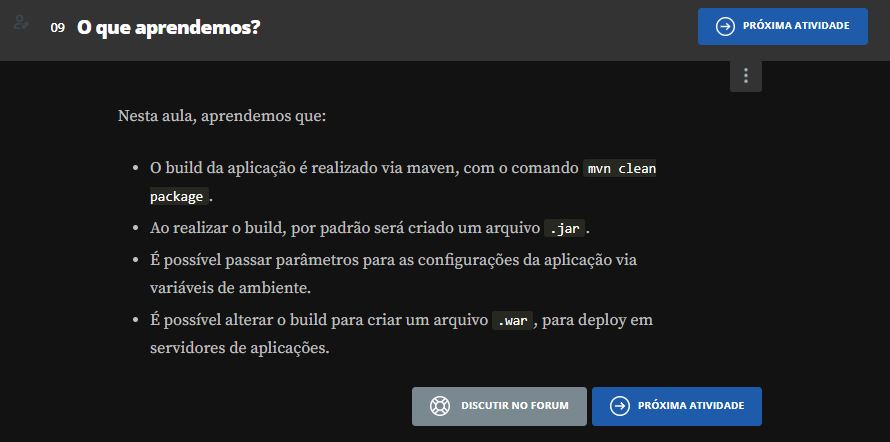 09 O que aprendemos? PRÓXIMA ATIVIDADE
Nesta aula, aprendemos que:
• O build da aplicação é realizado via maven, com o comando mvn clean
package.
• Ao realizar o build, por padrão será criado um arquivo .jar.
• É possível passar parâmetros para as configurações da aplicação via
variáveis de ambiente.
• É possível alterar o build para criar um arquivo .war, para deploy em
servidores de aplicações.
DISCUTIR NO FORUM PRÓXIMA ATIVIDADE